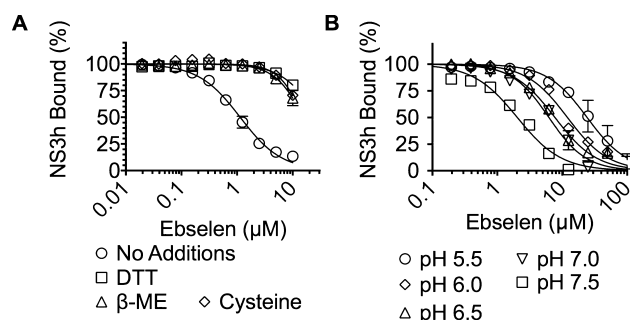 A
NS3h Bound (%)
100
75
50
25
0
0.01
0.1
1
10
Ebselen (µM)
No Additions
DTT
β-ME
Cysteine
B
NS3h Bound (%)
100
75
50
25
0
0.1
1
10
100
Ebselen (µM)
pH 5.5
pH 7.0
pH 6.0
pH 7.5
pH 6.5